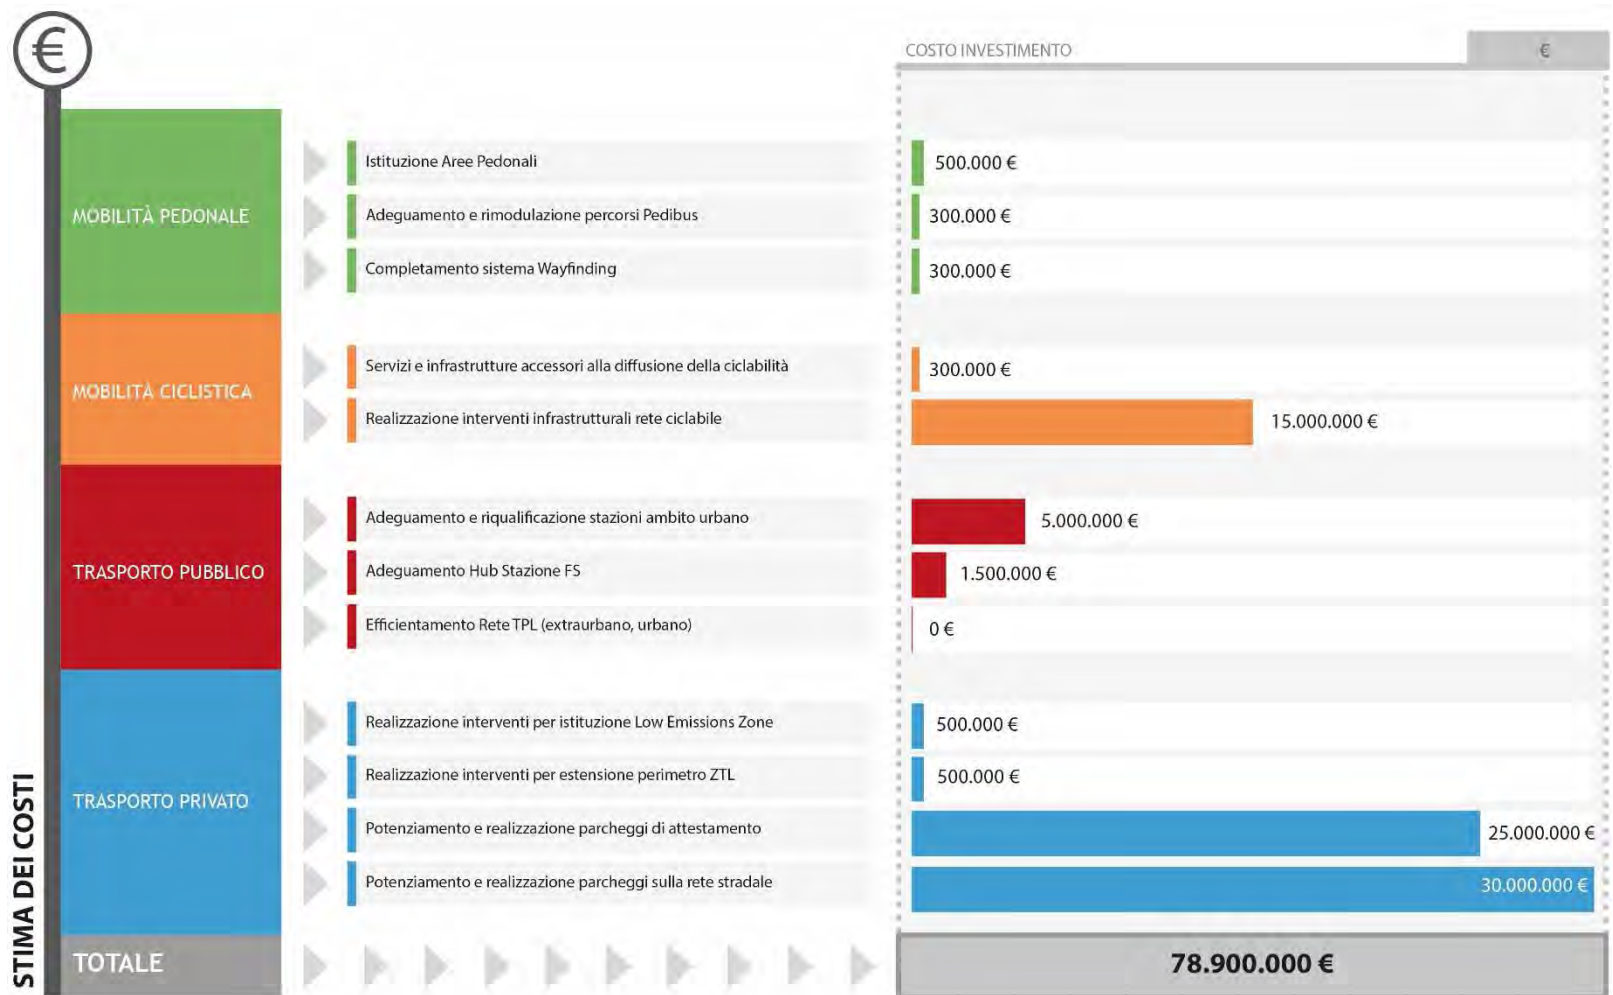 €
COSTO INVESTIMENTO €
MOBILITÀ PEDONALE
Istituzione Aree Pedonali 500.000 €
Adeguamento e rimodulazione percorsi Pedibus 300.000 €
Completamento sistema Wayfinding 300.000 €
MOBILITÀ CICLISTICA
Servizi e infrastrutture accessori alla diffusione della ciclabilità 300.000 €
Realizzazione interventi infrastrutturali rete ciclabile 15.000.000 €
TRASPORTO PUBBLICO
Adeguamento e riqualificazione stazioni ambito urbano 5.000.000 €
Adeguamento Hub Stazione FS 1.500.000 €
Efficientamento Rete TPL (extraurbano, urbano) 0 €
TRASPORTO PRIVATO
Realizzazione interventi per istituzione Low Emissions Zone 500.000 €
Realizzazione interventi per estensione perimetro ZTL 500.000 €
Potenziamento e realizzazione parcheggi di attestamento 25.000.000 €
Potenziamento e realizzazione parcheggi sulla rete stradale 30.000.000 €
TOTALE 78.900.000 €
STIMA DEI COSTI